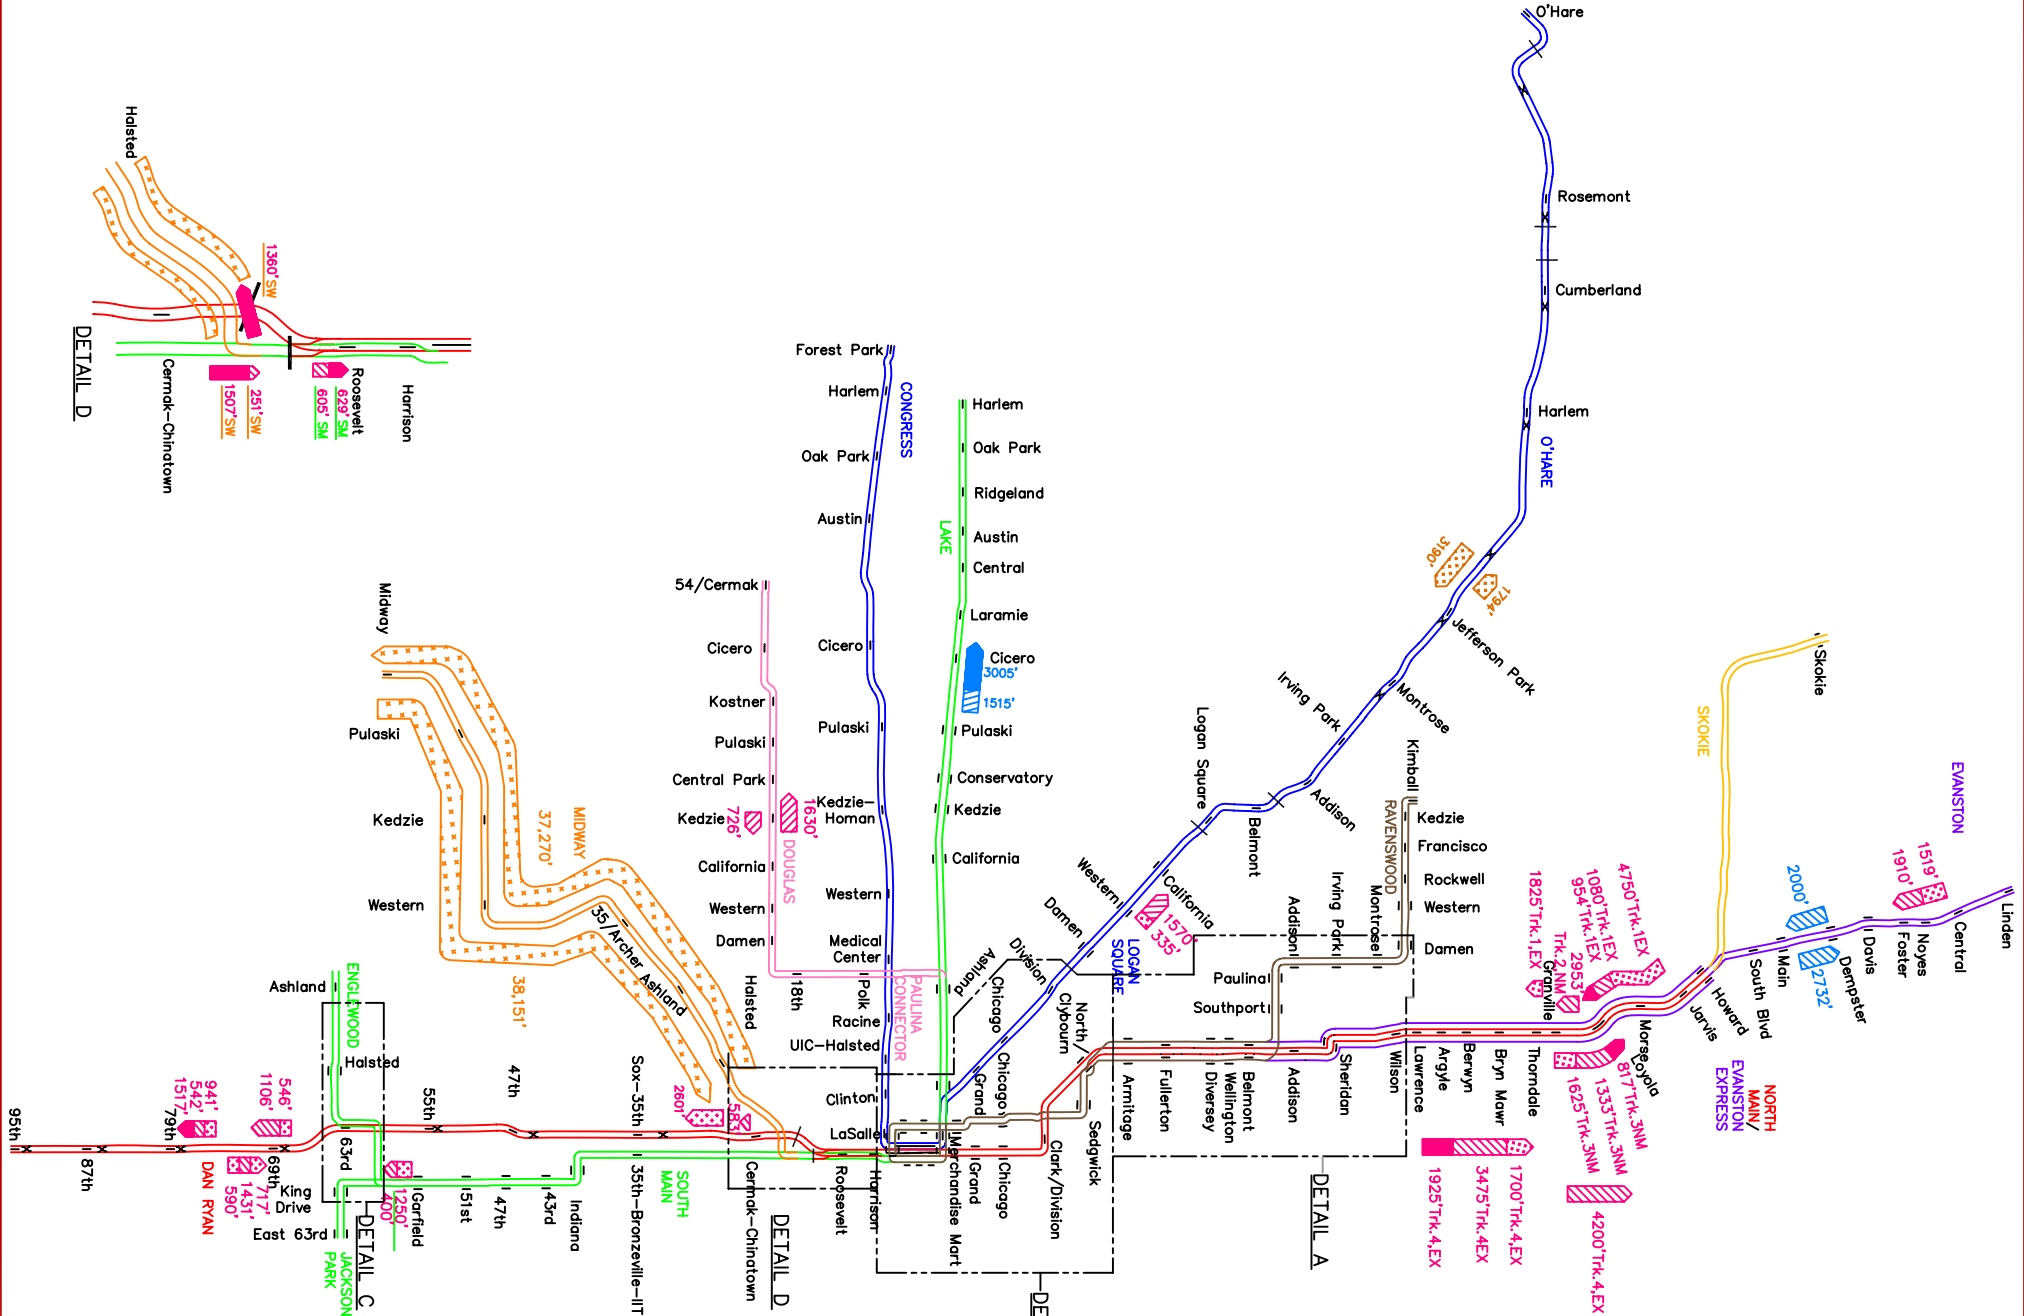 O'Hare
Rosemont
Cumberland
Harlem
O'HARE
3190'
1794'
Jefferson Park
Montrose
Irving Park
Addison
Belmont
Logan Square
California
1570'
335'
Western
Damen
LOGAN
SQUARE
Division
Chicago
Grand
Halsted
1360'SW
DETAIL D
Cermak-Chinatown
1507'SW
251'SW
605' SM
629' SM
Roosevelt
Harrison
Forest Park
Harlem
CONGRESS
Oak Park
Austin
Cicero
Pulaski
Kedzie-
Homan
Western
Medical
Center
Racine
UIC-Halsted
Clinton
LaSalle
Harlem
Oak Park
Ridgeland
LAKE
Austin
Central
Laramie
Cicero
3005'
1515'
Pulaski
Conservatory
Kedzie
California
Ashland
54/Cermak
Cicero
Kostner
Pulaski
Central Park
Kedzie
726'
1630'
DOUGLAS
California
Western
Damen
18th
Polk
PAULINA
CONNECTOR
Midway
Pulaski
Kedzie
Western
MIDWAY
37,270'
38,151'
35/Archer
Ashland
Halsted
Skokie
SKOKIE
EVANSTON
Linden
Central
Noyes
Foster
Davis
Dempster
Main
South Blvd
1519'
1910'
2000'
2732'
Howard
Jarvis
Morse
Loyola
NORTH
MAIN/
EVANSTON
EXPRESS
4750'Trk.1EX
1080'Trk.1EX
954'Trk.1EX
2953'
Trk.2,NM
1825'Trk.1,EX
Granville
Thorndale
Bryn Mawr
Berwyn
Argyle
Lawrence
Wilson
Sheridan
Addison
Belmont
Wellington
Diversey
Fullerton
Armitage
Sedgwick
North/
Clybourn
Clark/Division
Chicago
Grand
Chicago
Merchandise Mart
817'Trk.3NM
1333'Trk.3,NM
1625'Trk.3NM
4200'Trk.4,EX
1700'Trk.4,EX
3475'Trk.4EX
1925'Trk.4,EX
Kimball
RAVENSWOOD
Kedzie
Francisco
Rockwell
Western
Damen
Montrose
Irving Park
Addison
Paulina
Southport
DETAIL A
DE
Harrison
Roosevelt
DETAIL D
Cermak-Chinatown
583'
2601'
Sox-35th
35th-Bronzeville-IIT
SOUTH
MAIN
Indiana
43rd
47th
47th
51st
55th
Garfield
1250'
400'
DETAIL C
ENGLEWOOD
Ashland
Halsted
63rd
King
Drive
East 63rd
JACKSON
PARK
69th
546'
1106'
717'
1431'
590'
DAN RYAN
941'
542'
1517'
79th
87th
95th